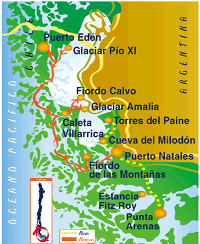 OCEANO PACIFICO
CHILE
ARGENTINA
Puerto Edén
Glaciar Pío XI
Fiordo Calvo
Glaciar Amalia
Torres del Paine
Caleta
Villarrica
Cueva del Milodón
Puerto Natales
Fiordo
de las Montañas
Estancia
Fitz Roy
Punta
Arenas